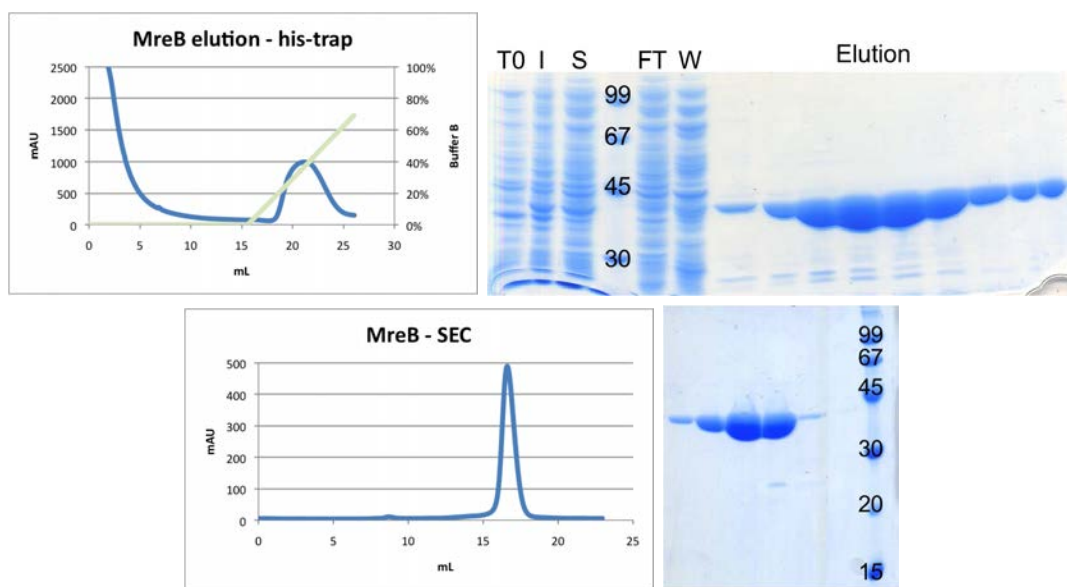 MreB elution - his-trap
2500
2000
1500
1000
500
0
mAU
100%
80%
60%
40%
20%
0%
Buffer B
0 5 10 15 20 25 30
mL
T0 I S FT W Elution
99
67
45
30
MreB - SEC
500
400
300
200
100
0
mAU
0 5 10 15 20 25
mL
99
67
45
30
20
15